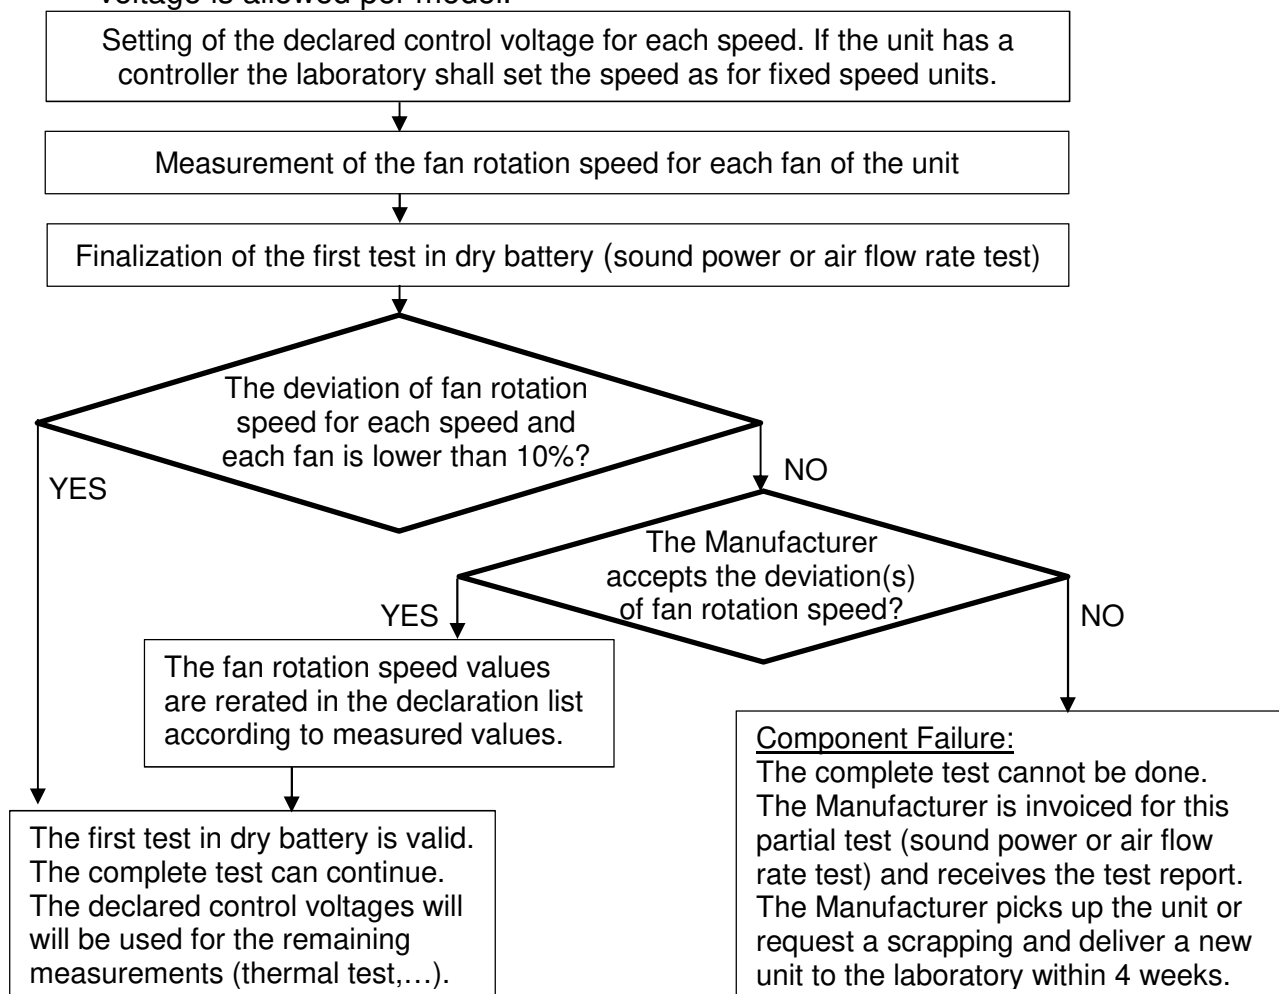 voltage is allowed per model.
Setting of the declared control voltage for each speed. If the unit has a
controller the laboratory shall set the speed as for fixed speed units.
Measurement of the fan rotation speed for each fan of the unit
Finalization of the first test in dry battery (sound power or air flow rate test)
The deviation of fan rotation
speed for each speed and
each fan is lower than 10%?
YES
NO
The Manufacturer
accepts the deviation(s)
of fan rotation speed?
YES
NO
The fan rotation speed values
are rerated in the declaration list
according to measured values.
Component Failure:
The complete test cannot be done.
The Manufacturer is invoiced for this
partial test (sound power or air flow
rate test) and receives the test report.
The Manufacturer picks up the unit or
request a scrapping and deliver a new
unit to the laboratory within 4 weeks.
The first test in dry battery is valid.
The complete test can continue.
The declared control voltages will
will be used for the remaining
measurements (thermal test,…).